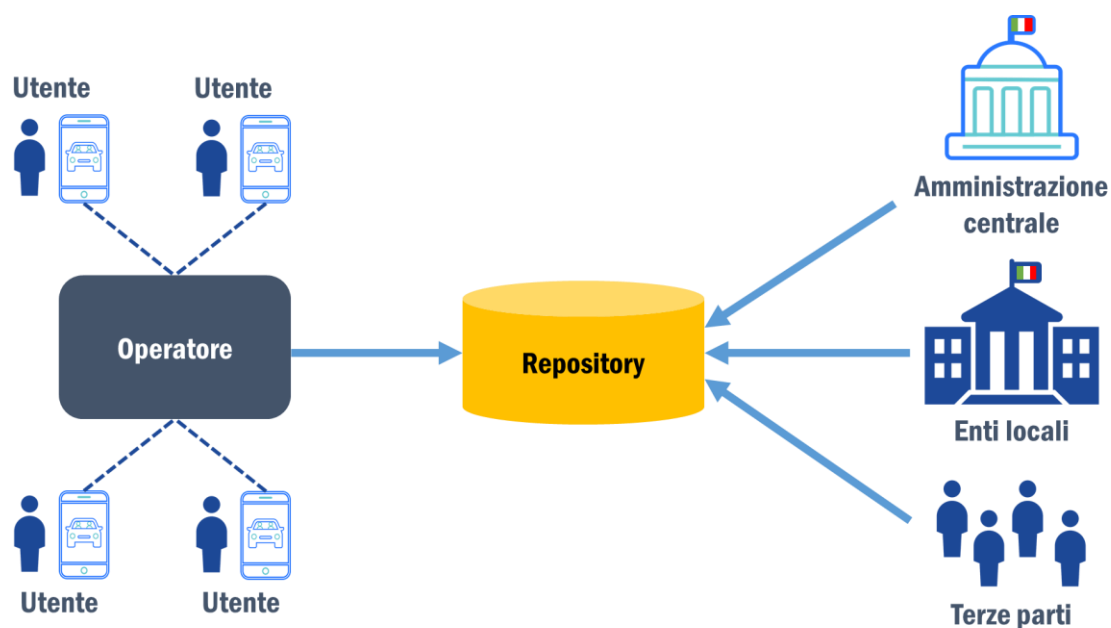 Utente
Utente
Operatore
Utente
Utente
Repository
Amministrazione
centrale
Enti locali
Terze parti